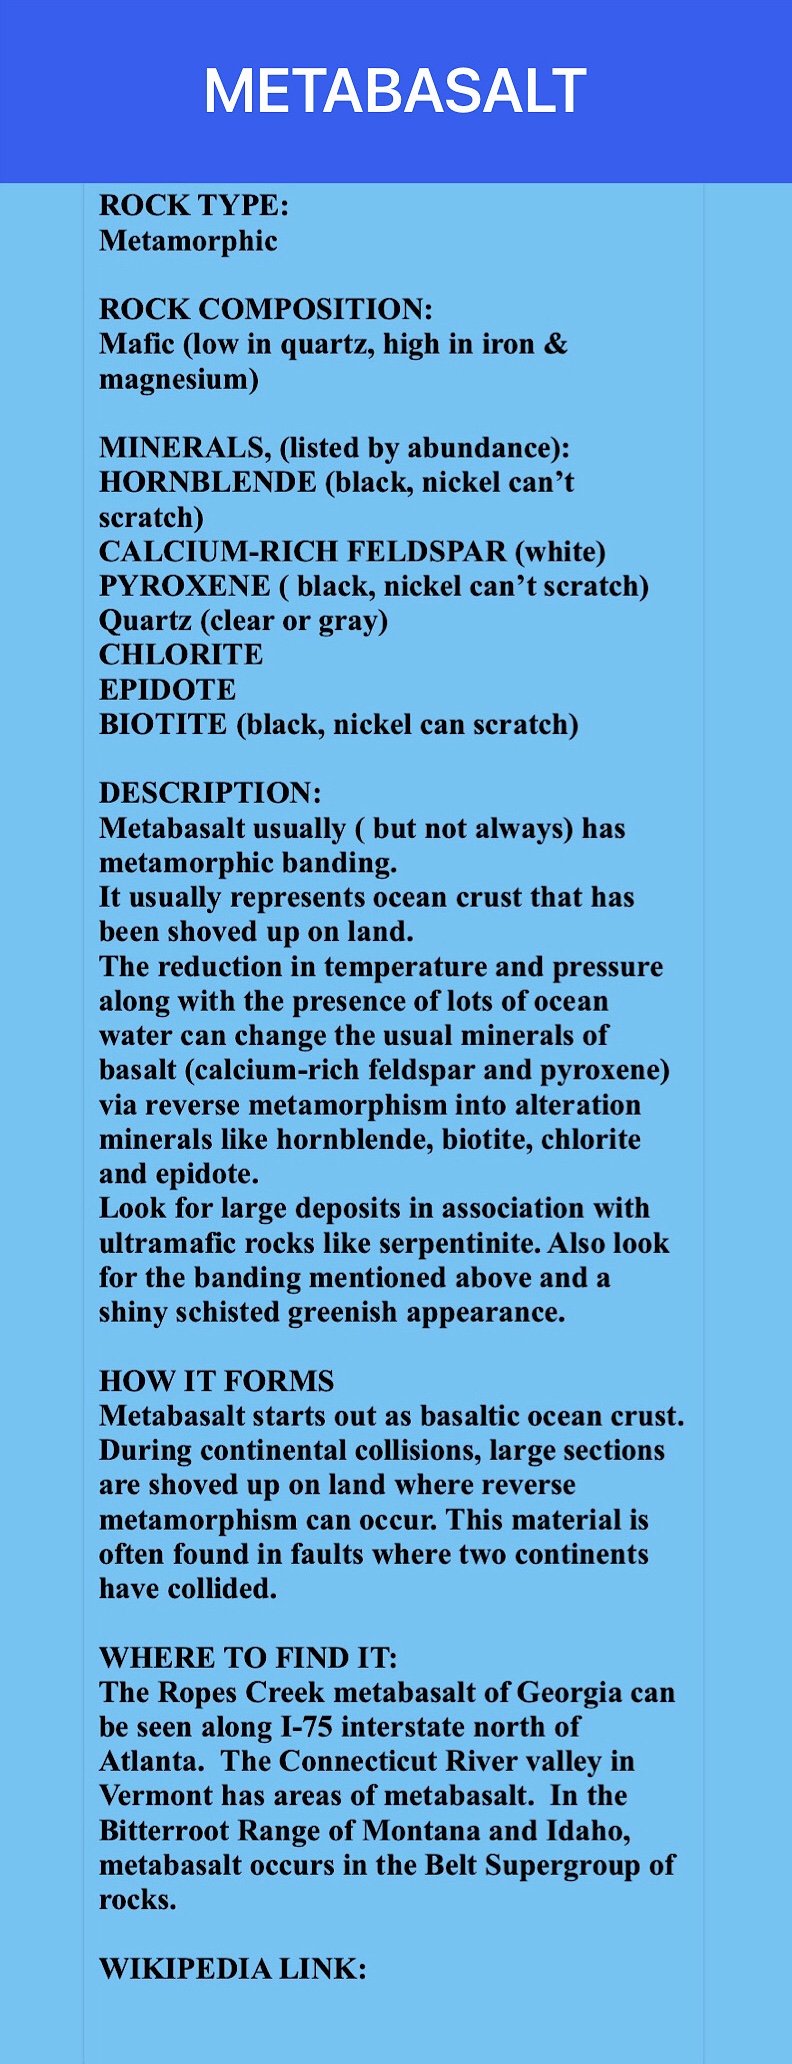 METABASALT
ROCK TYPE:
Metamorphic
ROCK COMPOSITION:
Mafic (low in quartz, high in iron &
magnesium)
MINERALS, (listed by abundance):
HORNBLENDE (black, nickel can’t
scratch)
CALCIUM-RICH FELDSPAR (white)
PYROXENE ( black, nickel can’t scratch)
Quartz (clear or gray)
CHLORITE
EPIDOTE
BIOTITE (black, nickel can scratch)
DESCRIPTION:
Metabasalt usually ( but not always) has
metamorphic banding.
It usually represents ocean crust that has
been shoved up on land.
The reduction in temperature and pressure
along with the presence of lots of ocean
water can change the usual minerals of
basalt (calcium-rich feldspar and pyroxene)
via reverse metamorphism into alteration
minerals like hornblende, biotite, chlorite
and epidote.
Look for large deposits in association with
ultramafic rocks like serpentinite. Also look
for the banding mentioned above and a
shiny schisted greenish appearance.
HOW IT FORMS
Metabasalt starts out as basaltic ocean crust.
During continental collisions, large sections
are shoved up on land where reverse
metamorphism can occur. This material is
often found in faults where two continents
have collided.
WHERE TO FIND IT:
The Ropes Creek metabasalt of Georgia can
be seen along I-75 interstate north of
Atlanta.  The Connecticut River valley in
Vermont has areas of metabasalt.  In the
Bitterroot Range of Montana and Idaho,
metabasalt occurs in the Belt Supergroup of
rocks.
WIKIPEDIA LINK: